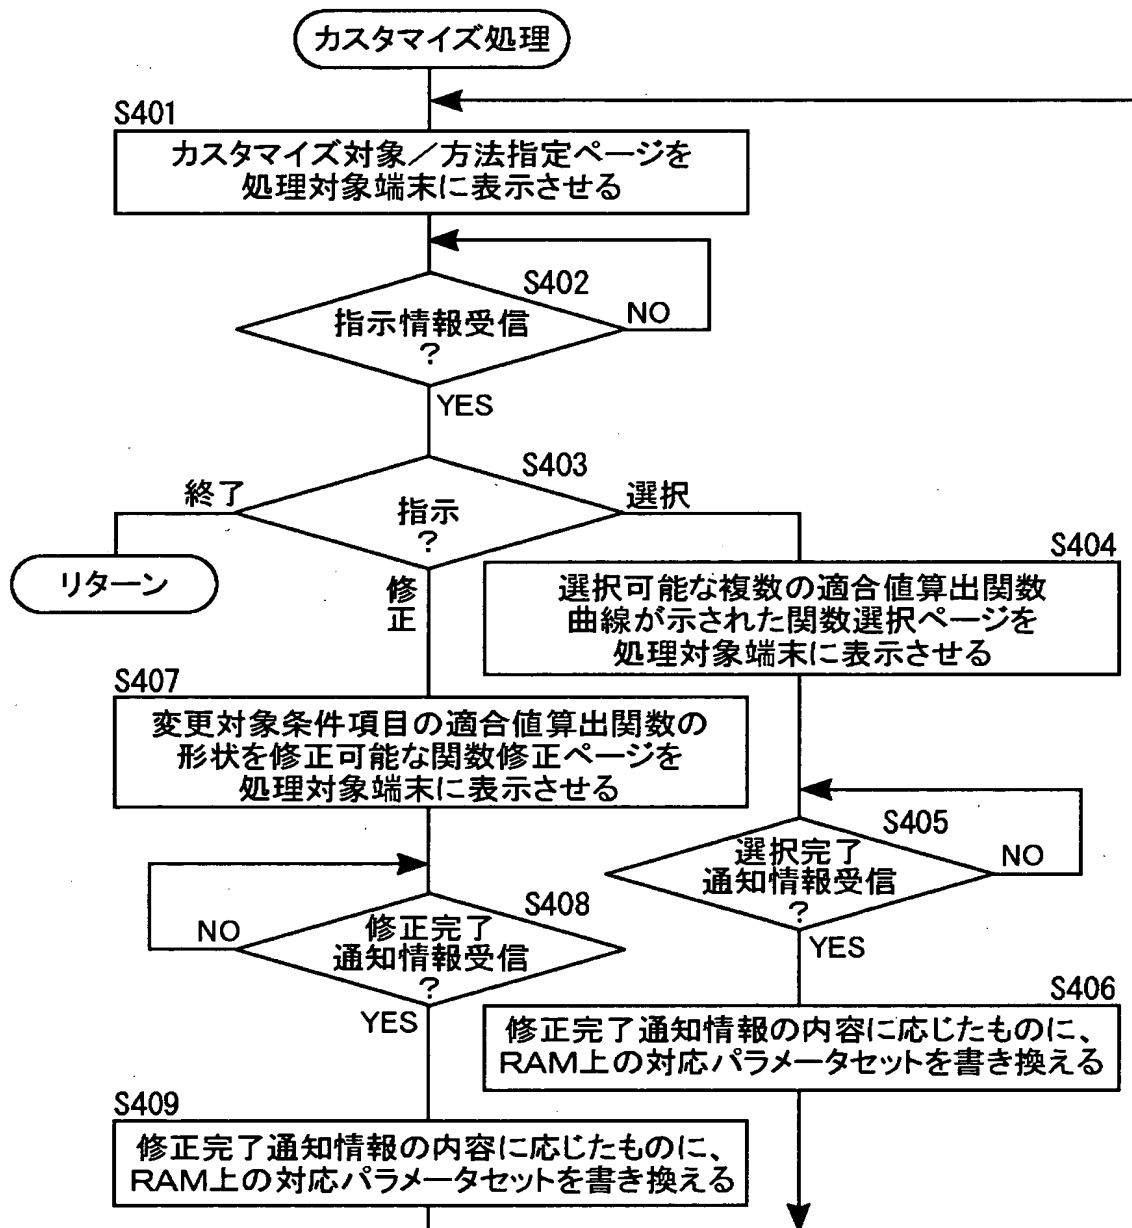 カスタマイズ処理
S401
カスタマイズ対象／方法指定ページを
処理対象端末に表示させる
S402
指示情報受信
？
NO
YES
S403
指示
？
終了
選択
修
正
リターン
S404
選択可能な複数の適合値算出関数
曲線が示された関数選択ページを
処理対象端末に表示させる
S407
変更対象条件項目の適合値算出関数の
形状を修正可能な関数修正ページを
処理対象端末に表示させる
S405
選択完了
通知情報受信
？
NO
YES
S408
修正完了
通知情報受信
？
NO
YES
S406
修正完了通知情報の内容に応じたものに、
RAM上の対応パラメータセットを書き換える
S409
修正完了通知情報の内容に応じたものに、
RAM上の対応パラメータセットを書き換える